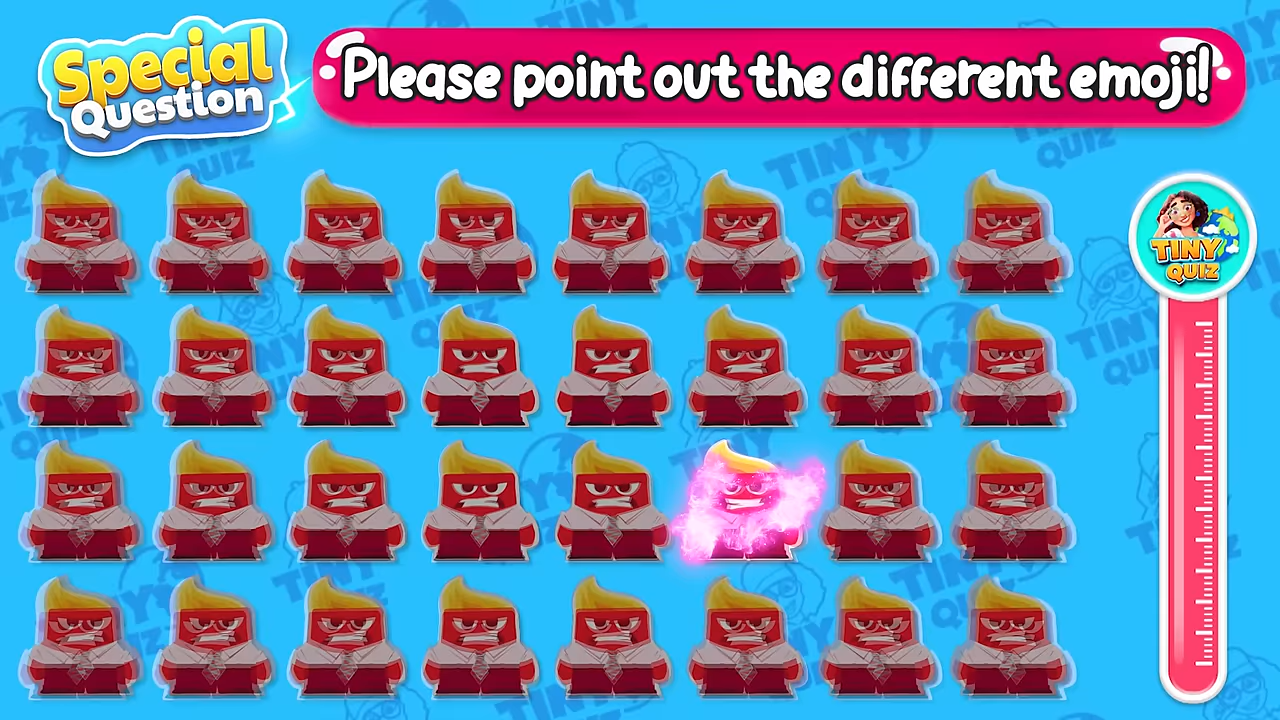 Special
Question
Please point out the different emoji!
TINY
QUIZ